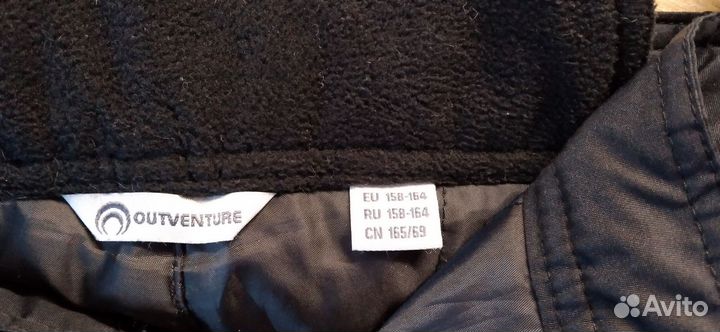 OUTVENTURE
EU 158-164
RU 158-164
CN 165/69
Avito